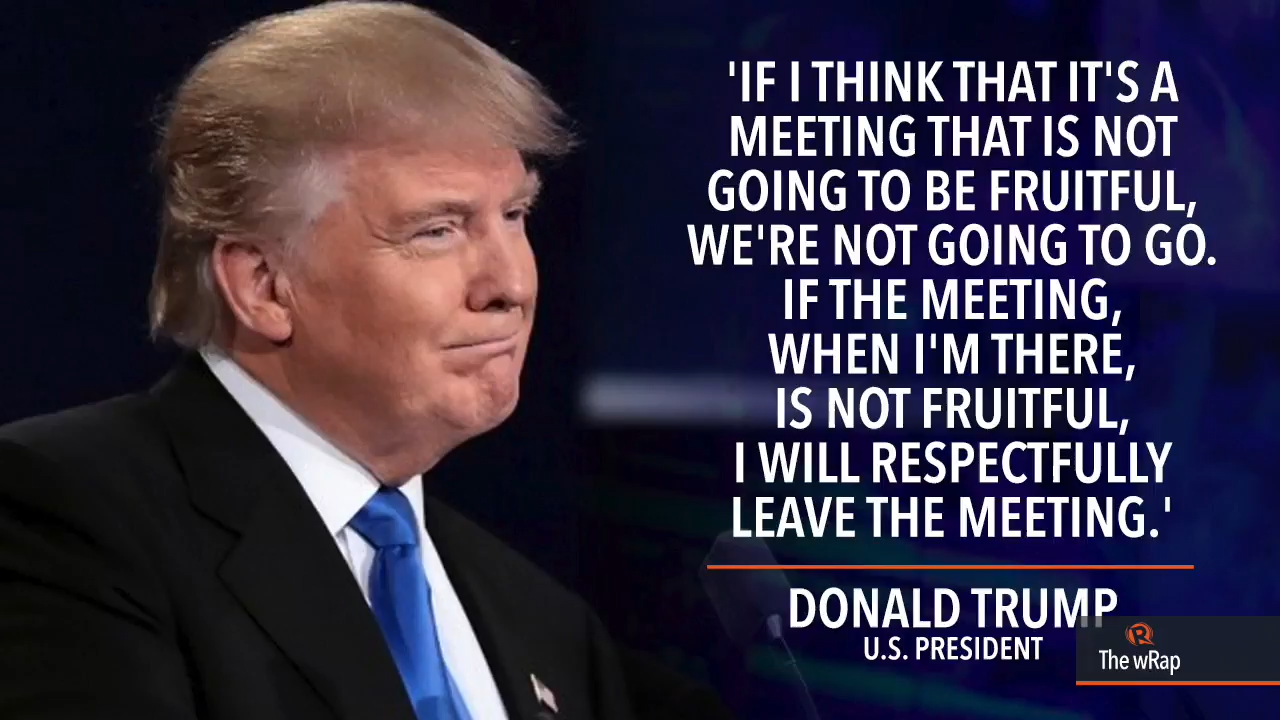 'IF I THINK THAT IT'S A
MEETING THAT IS NOT
GOING TO BE FRUITFUL,
WE'RE NOT GOING TO GO.
IF THE MEETING,
WHEN I'M THERE,
IS NOT FRUITFUL,
I WILL RESPECTFULLY
LEAVE THE MEETING.'
DONALD TRUMP
U.S. PRESIDENT
R
The wRap